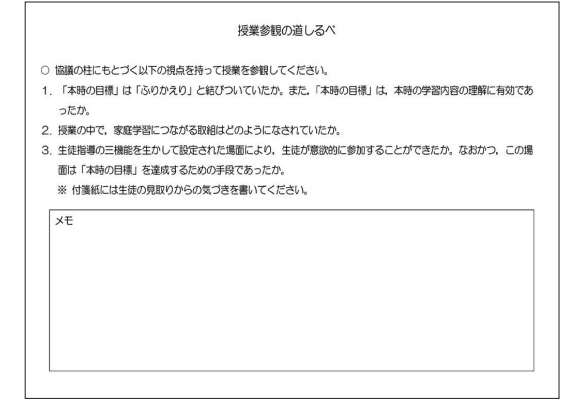 授業参観の道しるべ
○ 協議の柱にもとづく以下の視点を持って授業を参観してください。
1. 「本時の目標」は「ふりかえり」と結びついていたか。また,「本時の目標」は,本時の学習内容の理解に有効であ
ったか。
2. 授業の中で,家庭学習につながる取組はどのようになされていたか。
3. 生徒指導の三機能を生かして設定された場面により,生徒が意欲的に参加することができたか。なおかつ,この場
面は「本時の目標」を達成するための手段であったか。
※ 付箋紙には生徒の見取りからの気づきを書いてください。
メモ